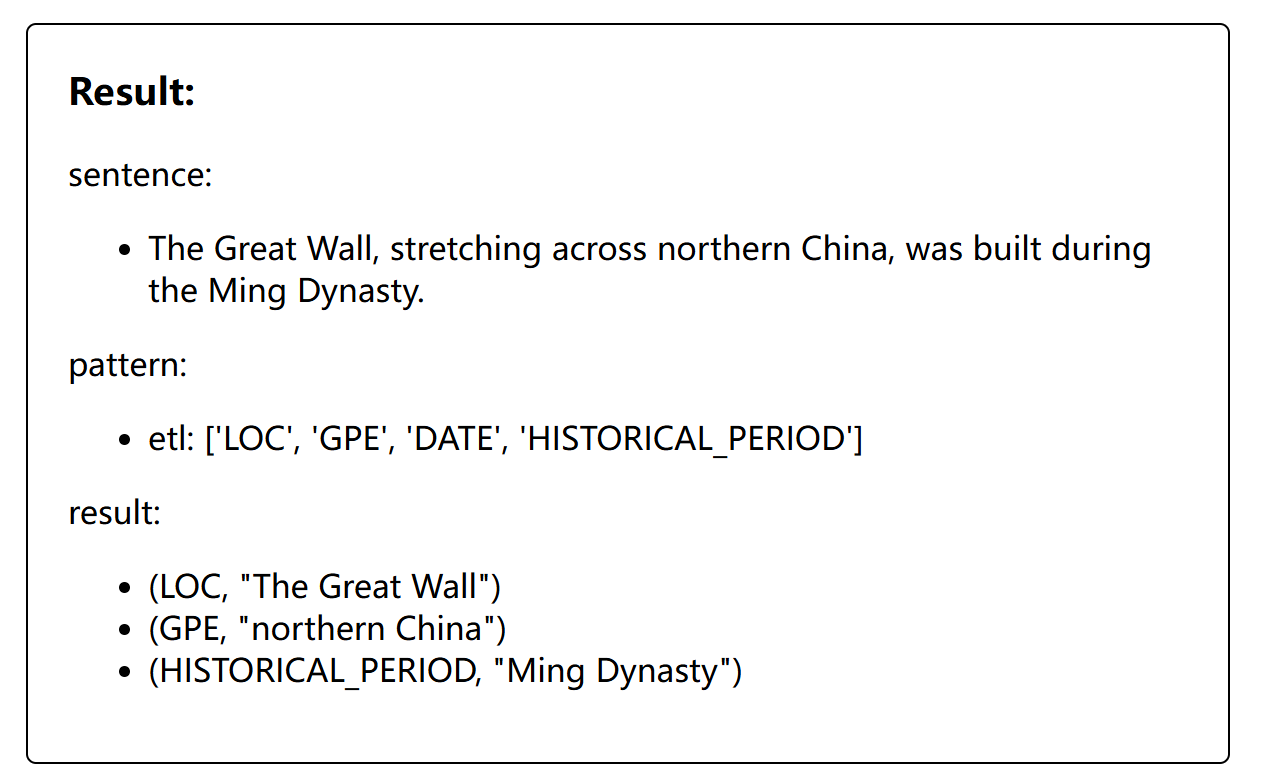 Result:
sentence:
• The Great Wall, stretching across northern China, was built during
the Ming Dynasty.
pattern:
• etl: ['LOC', 'GPE', 'DATE', 'HISTORICAL_PERIOD']
result:
• (LOC, "The Great Wall")
• (GPE, "northern China")
• (HISTORICAL_PERIOD, "Ming Dynasty")